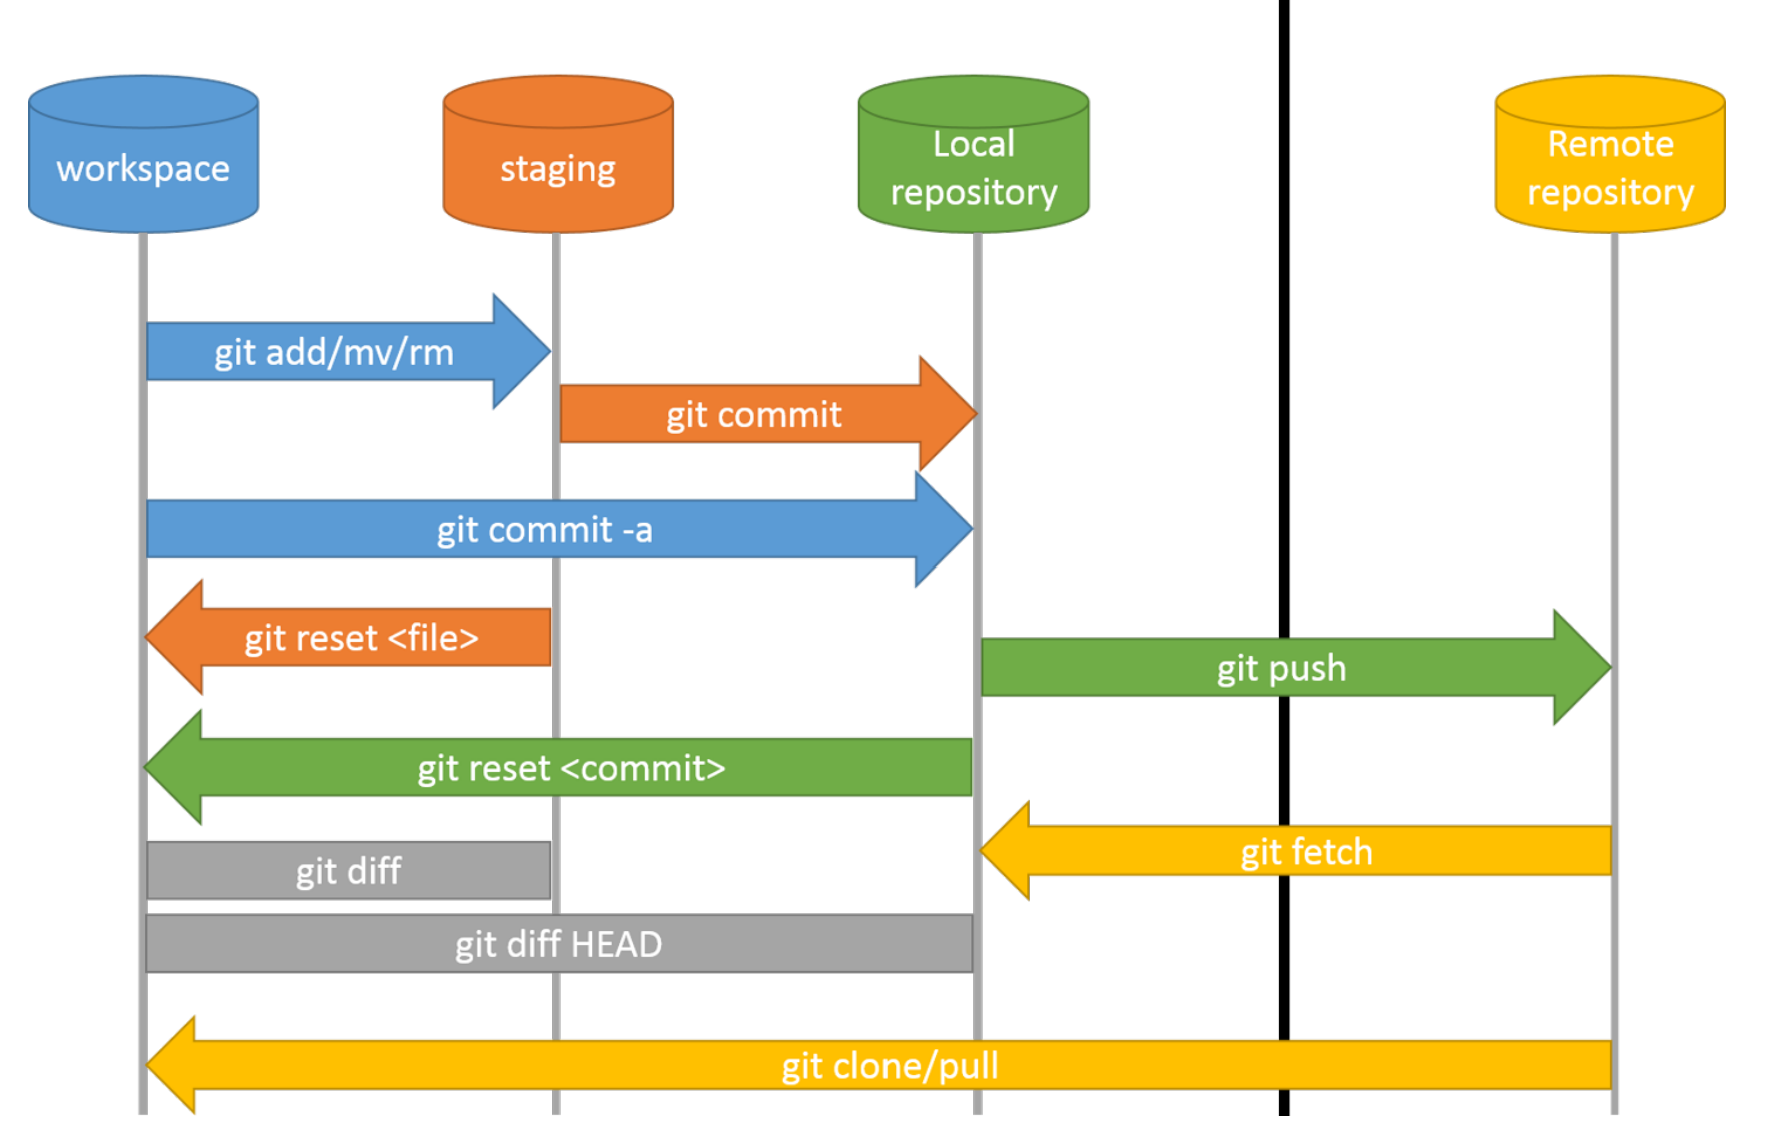 workspace
staging
Local
repository
Remote
repository
git add/mv/rm
git commit
git commit -a
git reset <file>
git push
git reset <commit>
git fetch
git diff
git diff HEAD
git clone/pull